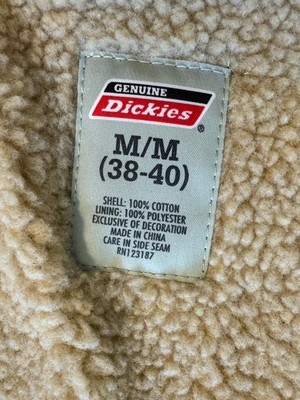 GENUINE
Dickies
®
M/M
(38-40)
SHELL: 100% COTTON
LINING: 100% POLYESTER
EXCLUSIVE OF DECORATION
MADE IN CHINA
CARE IN SIDE SEAM
RN123187